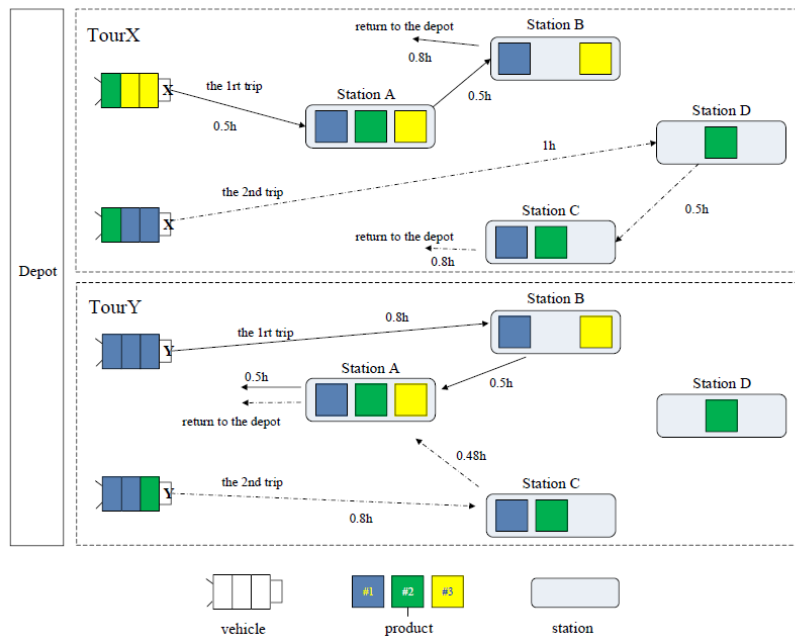 Depot
TourX
X
the 1rt trip
0.5h
Station A
0.5h
return to the depot
0.8h
Station B
X
the 2nd trip
1h
Station D
0.5h
Station C
return to the depot
0.8h
TourY
Y
the 1rt trip
0.8h
Station B
0.5h
Station A
0.5h
return to the depot
Station D
0.48h
Y
the 2nd trip
0.8h
Station C
#1
#2
#3
vehicle
product
station